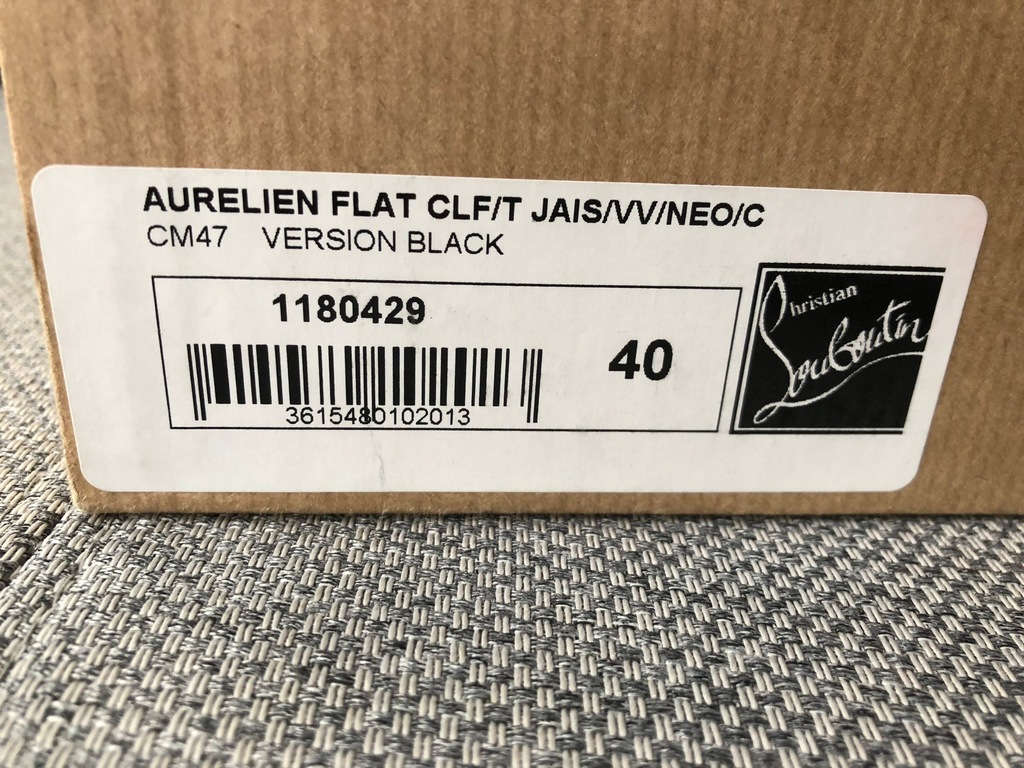 AURELIEN FLAT CLF/T JAIS/VV/NEO/C
CM47 VERSION BLACK
1180429
40
3615480102013
Christian
Louboutin